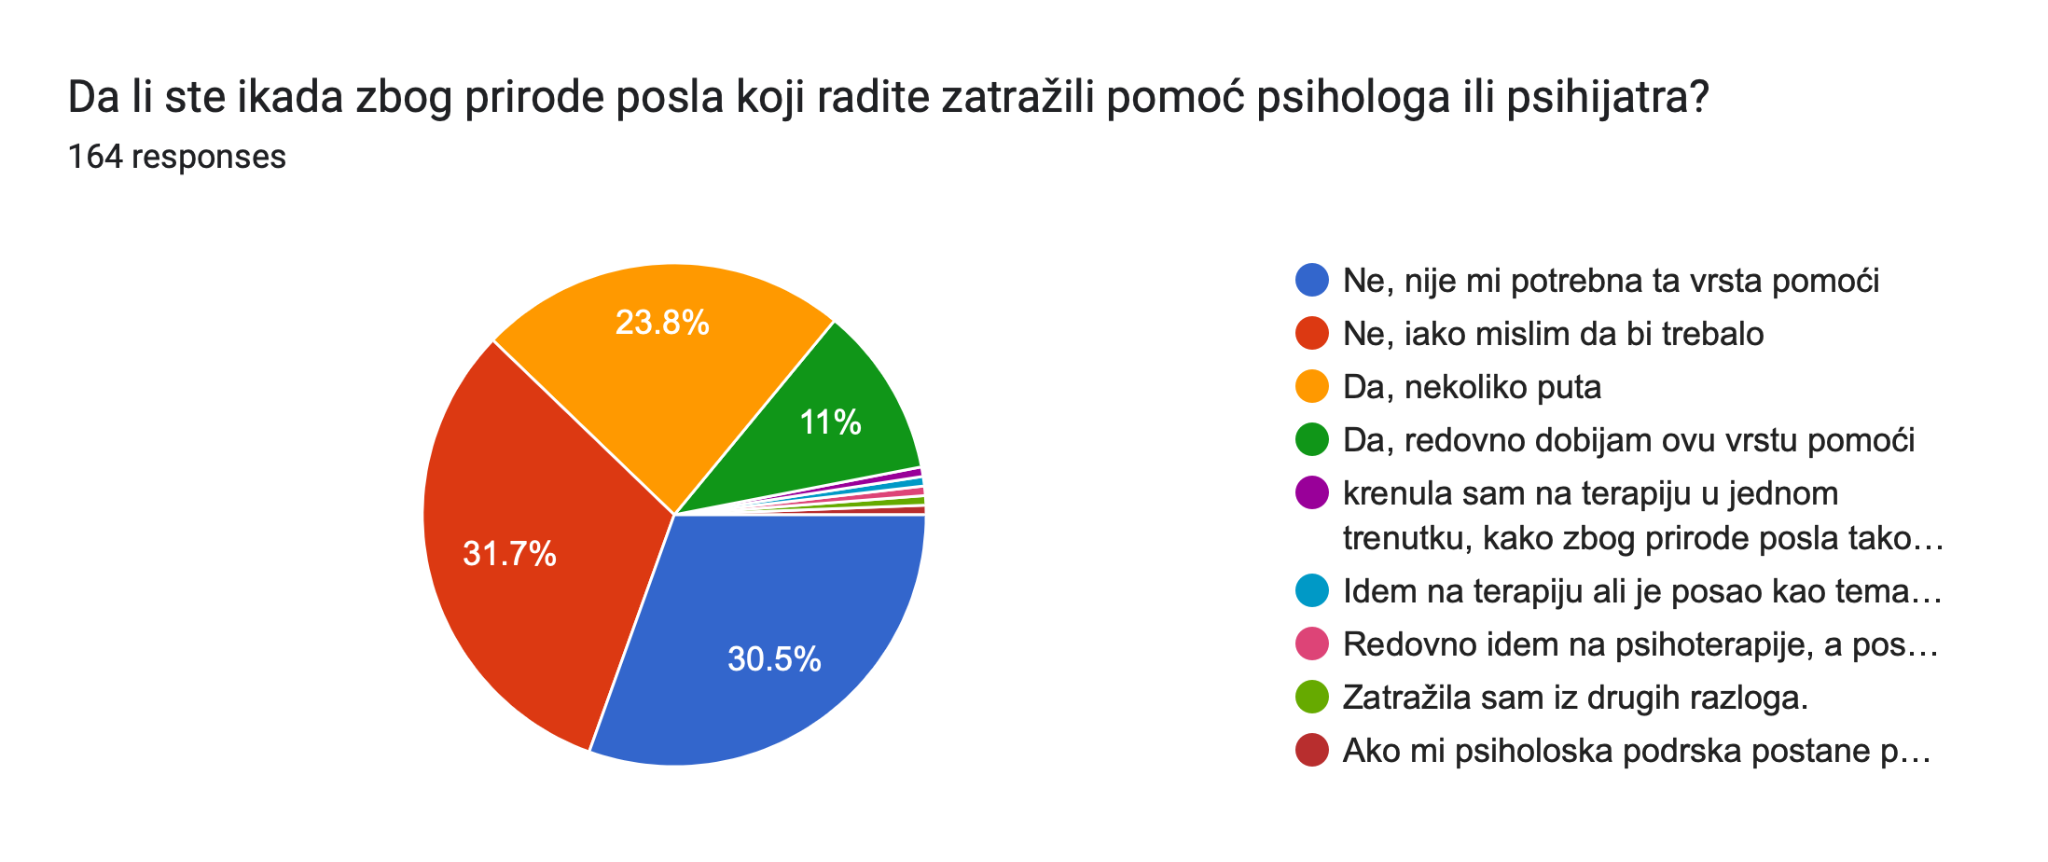 Da li ste ikada zbog prirode posla koji radite zatražili pomoć psihologa ili psihijatra?
164 responses
23.8%
11%
31.7%
30.5%
Ne, nije mi potrebna ta vrsta pomoći
Ne, iako mislim da bi trebalo
Da, nekoliko puta
Da, redovno dobijam ovu vrstu pomoći
krenula sam na terapiju u jednom
trenutku, kako zbog prirode posla tako…
Idem na terapiju ali je posao kao tema…
Redovno idem na psihoterapije, a pos…
Zatražila sam iz drugih razloga.
Ako mi psiholoska podrska postane p…